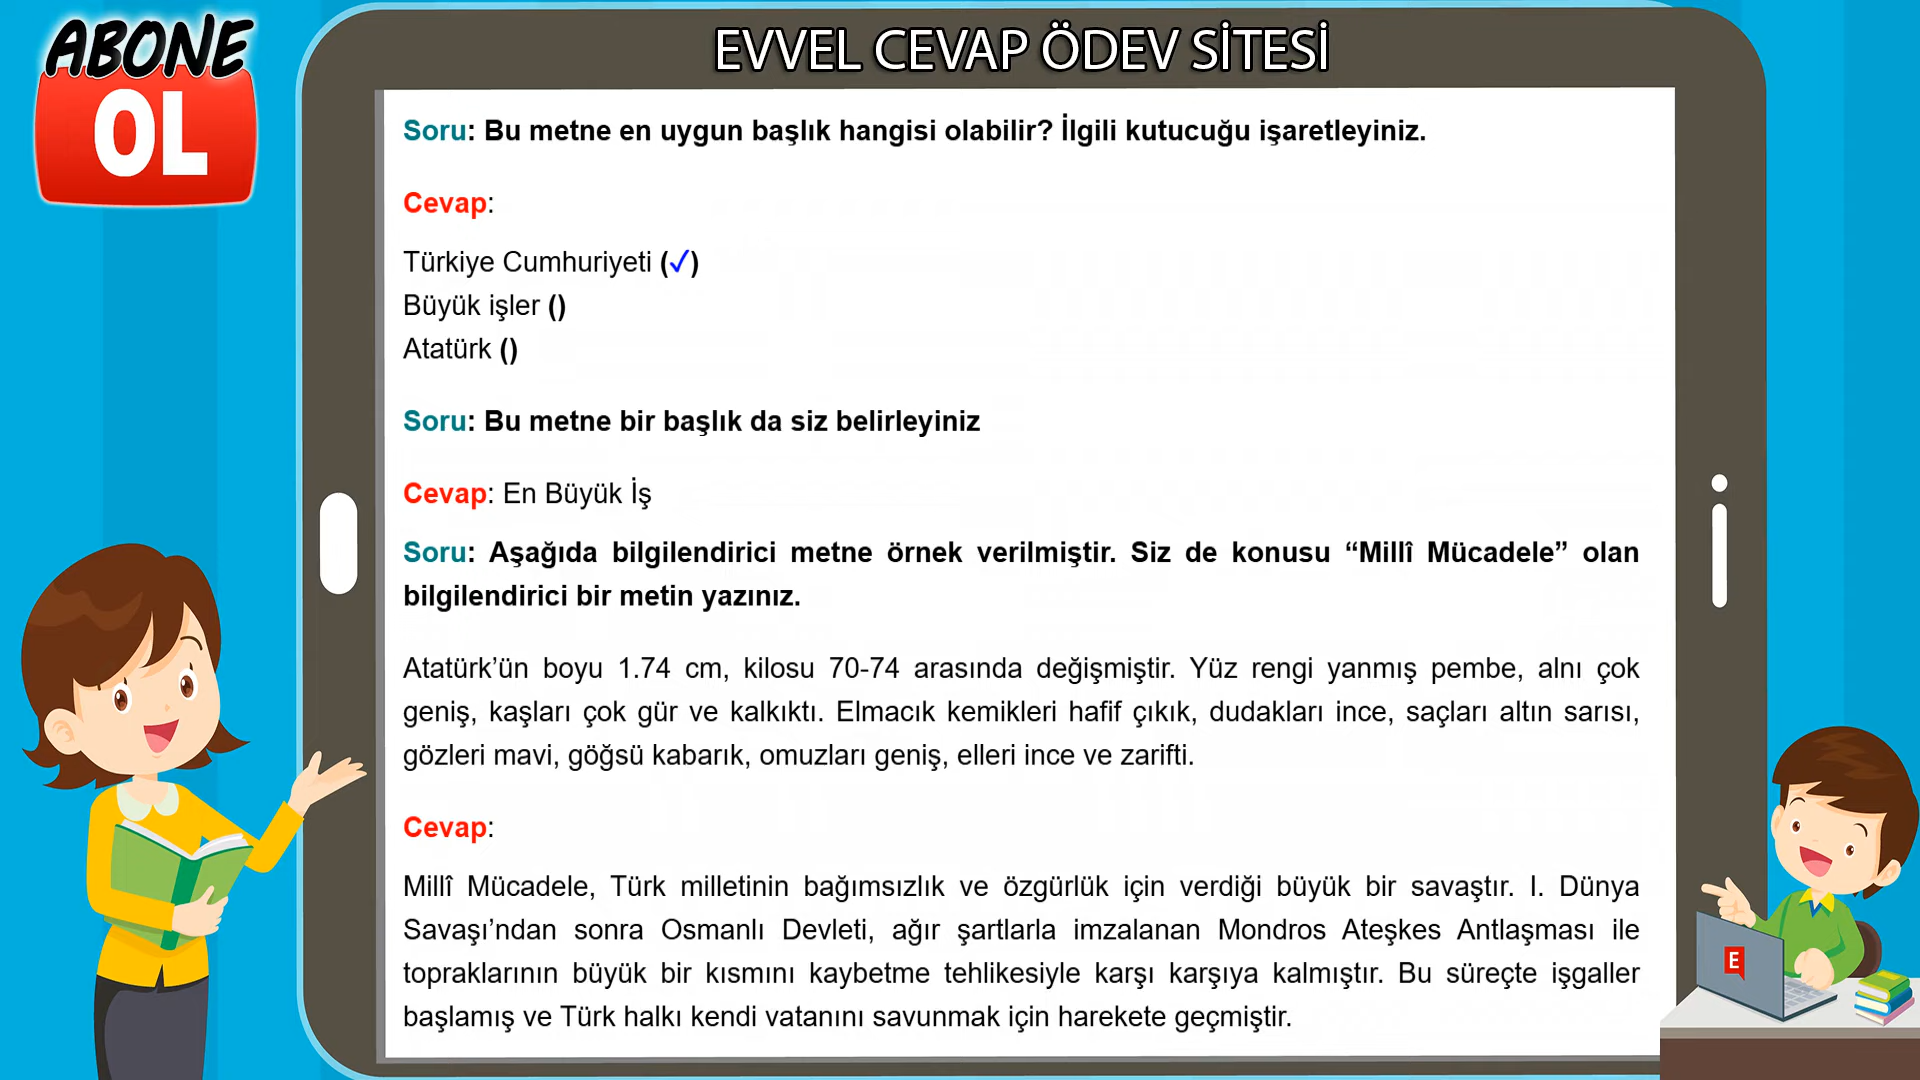 ABONE
OL
EVVEL CEVAP ÖDEV SİTESİ
Soru: Bu metne en uygun başlık hangisi olabilir? İlgili kutucuğu işaretleyiniz.
Cevap:
Türkiye Cumhuriyeti (✓)
Büyük işler ()
Atatürk ()
Soru: Bu metne bir başlık da siz belirleyiniz
Cevap: En Büyük İş
Soru: Aşağıda bilgilendirici metne örnek verilmiştir. Siz de konusu “Millî Mücadele” olan
bilgilendirici bir metin yazınız.
Atatürk’ün boyu 1.74 cm, kilosu 70-74 arasında değişmiştir. Yüz rengi yanmış pembe, alnı çok
geniş, kaşları çok gür ve kalkıktı. Elmacık kemikleri hafif çıkık, dudakları ince, saçları altın sarısı,
gözleri mavi, göğsü kabarık, omuzları geniş, elleri ince ve zarifti.
Cevap:
Millî Mücadele, Türk milletinin bağımsızlık ve özgürlük için verdiği büyük bir savaştır. I. Dünya
Savaşı’ndan sonra Osmanlı Devleti, ağır şartlarla imzalanan Mondros Ateşkes Antlaşması ile
topraklarının büyük bir kısmını kaybetme tehlikesiyle karşı karşıya kalmıştır. Bu süreçte işgaller
başlamış ve Türk halkı kendi vatanını savunmak için harekete geçmiştir.
E